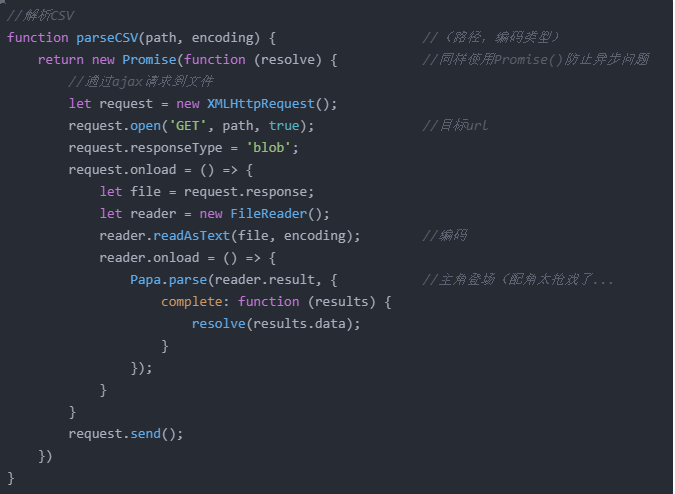 //解析CSV
function parseCSV(path, encoding) {                   //（路径，编码类型）
    return new Promise(function (resolve) {           //同样使用Promise()防止异步问题
        //通过ajax请求到文件
        let request = new XMLHttpRequest();
        request.open('GET', path, true);              //目标url
        request.responseType = 'blob';
        request.onload = () => {
            let file = request.response;
            let reader = new FileReader();
            reader.readAsText(file, encoding);        //编码
            reader.onload = () => {
                Papa.parse(reader.result, {           //主角登场（配角太抢戏了...
                    complete: function (results) {
                        resolve(results.data);
                    }
                });
            }
        }
        request.send();
    })
}